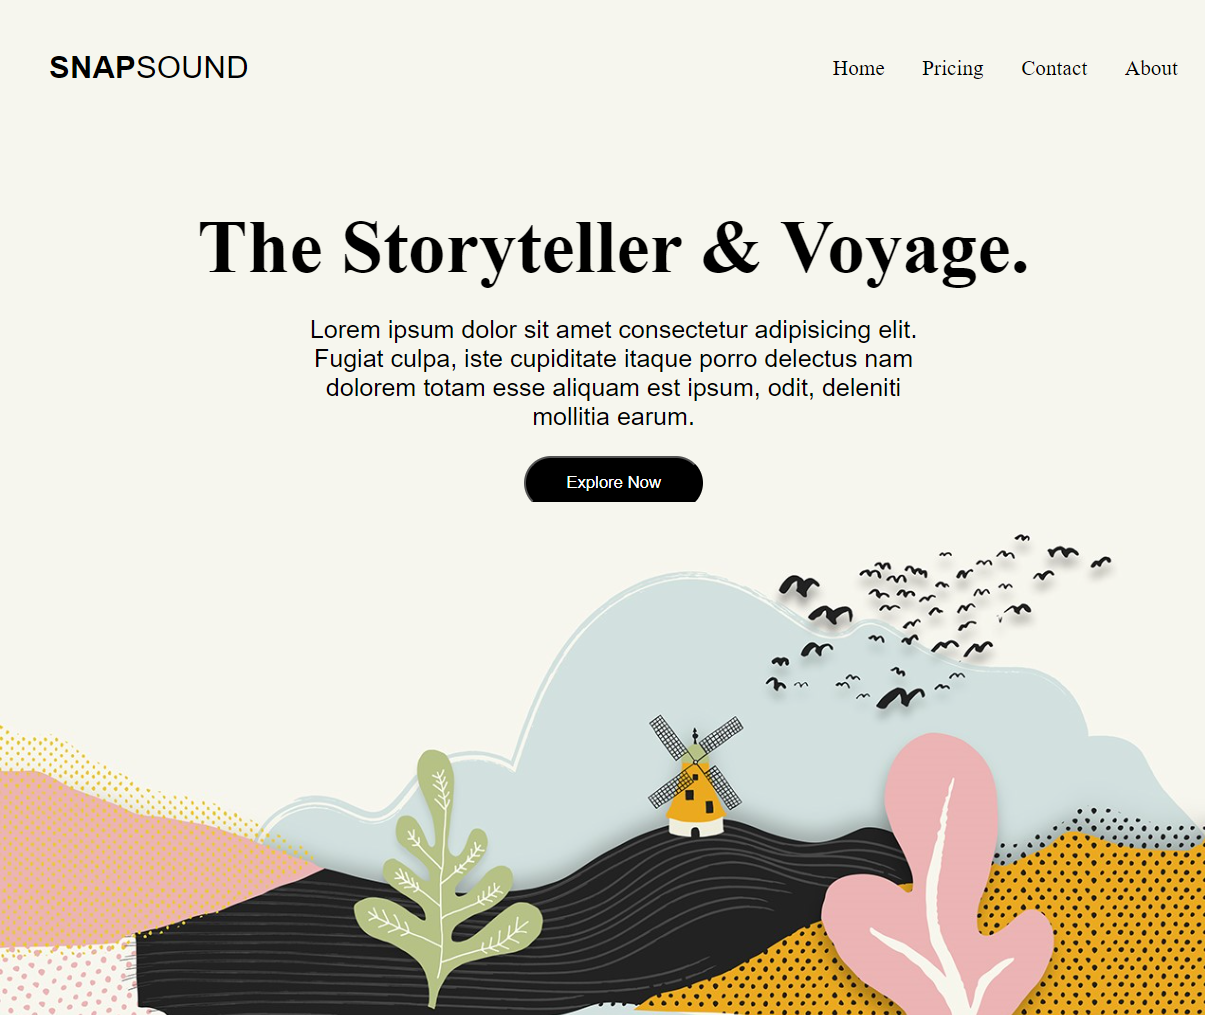 SNAPSOUND
Home Pricing Contact About
The Storyteller & Voyage.
Lorem ipsum dolor sit amet consectetur adipisicing elit.
Fugiat culpa, iste cupiditate itaque porro delectus nam
dolorem totam esse aliquam est ipsum, odit, deleniti
mollitia earum.
Explore Now